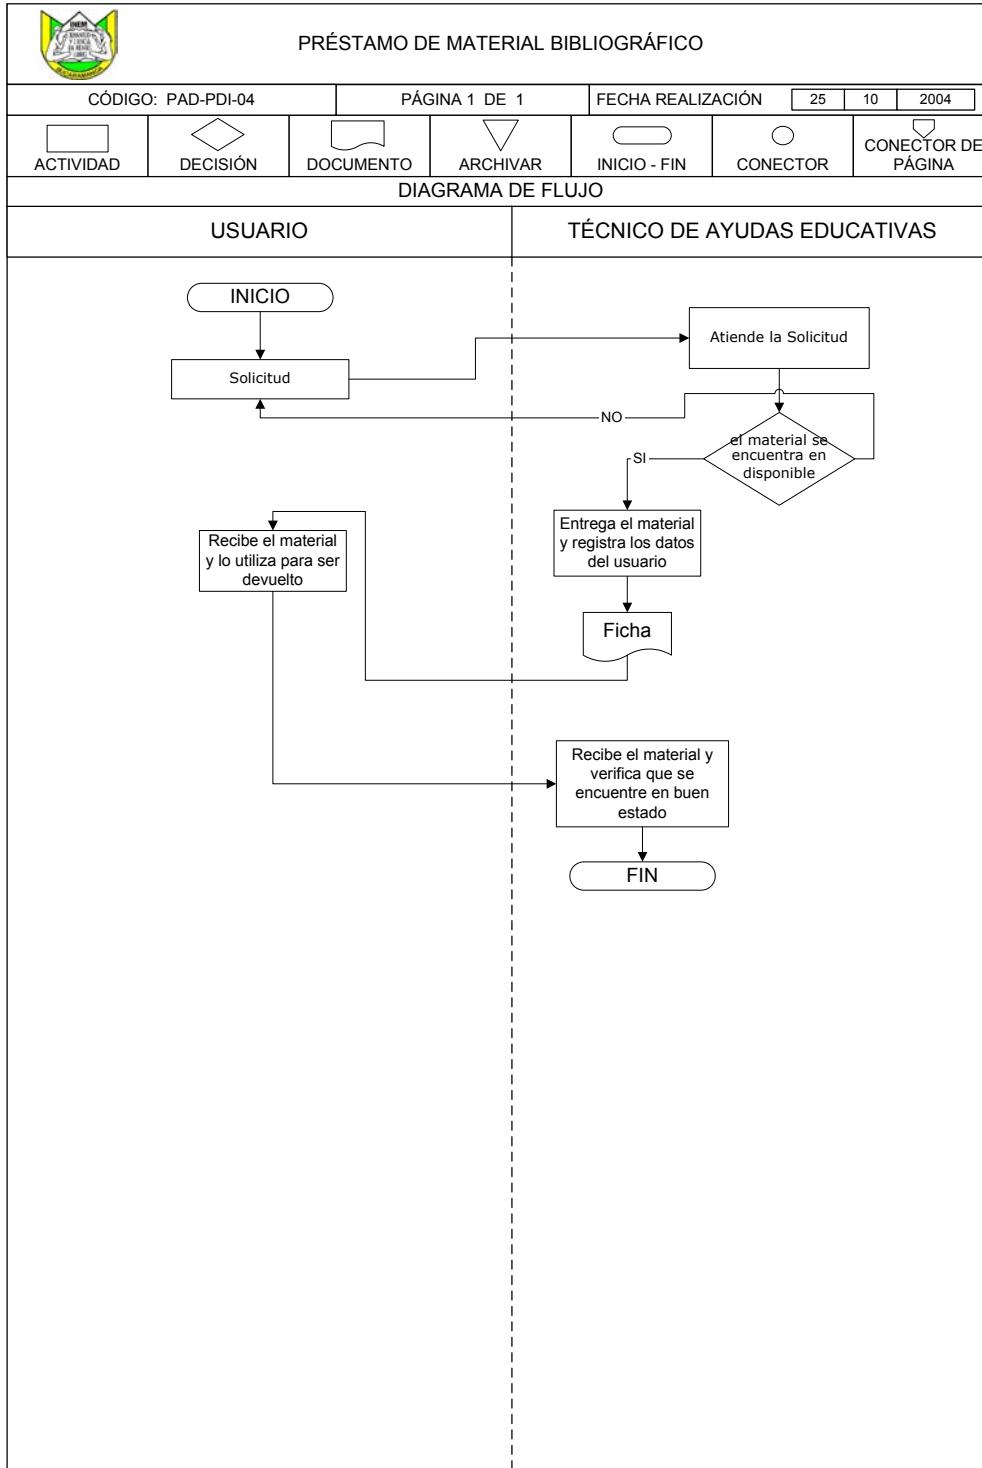 INEM
BUCARAMANGA
PRÉSTAMO DE MATERIAL BIBLIOGRÁFICO
CÓDIGO: PAD-PDI-04
PÁGINA 1 DE 1
FECHA REALIZACIÓN
25
10
2004
ACTIVIDAD
DECISIÓN
DOCUMENTO
ARCHIVAR
INICIO - FIN
CONECTOR
CONECTOR DE
PÁGINA
DIAGRAMA DE FLUJO
USUARIO
TÉCNICO DE AYUDAS EDUCATIVAS
INICIO
Atiende la Solicitud
Solicitud
NO
el material se
encuentra en
disponible
SI
Entrega el material
y registra los datos
del usuario
Recibe el material
y lo utiliza para ser
devuelto
Ficha
Recibe el material y
verifica que se
encuentre en buen
estado
FIN